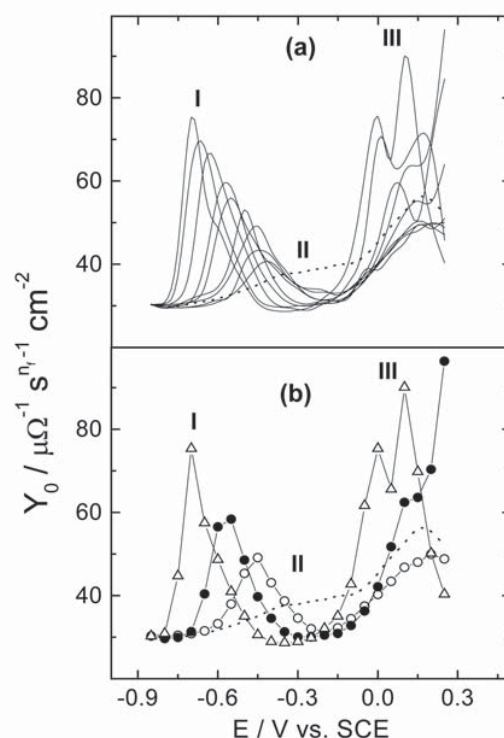 (a)
III
I
II
80
60
40
(b)
III
I
II
80
60
40
Y₀ / μΩ⁻¹ s^{n_f -1} cm⁻²
-0.9 -0.6 -0.3 0.0 0.3
E / V vs. SCE